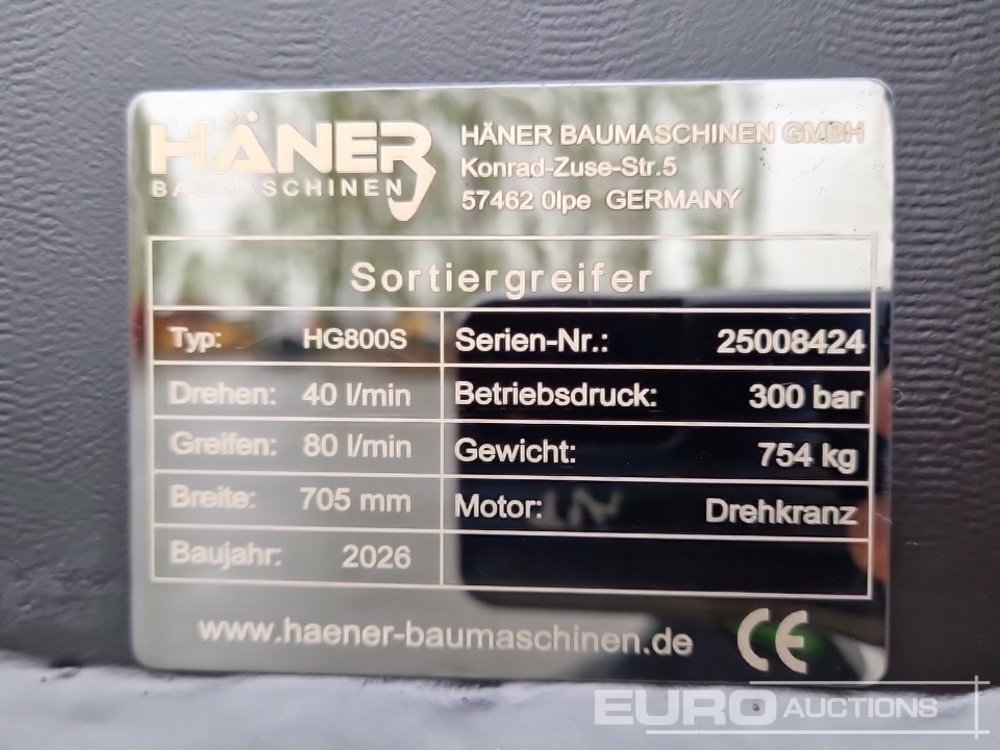 HÄNER
BAUMASCHINEN
HÄNER BAUMASCHINEN GMBH
Konrad-Zuse-Str.5
57462 0lpe GERMANY
Sortiergreifer
Typ: HG800S
Serien-Nr.: 25008424
Drehen: 40 l/min
Betriebsdruck: 300 bar
Greifen: 80 l/min
Gewicht: 754 kg
Breite: 705 mm
Motor: Drehkranz
Baujahr: 2026
www.haener-baumaschinen.de CE
EURO AUCTIONS